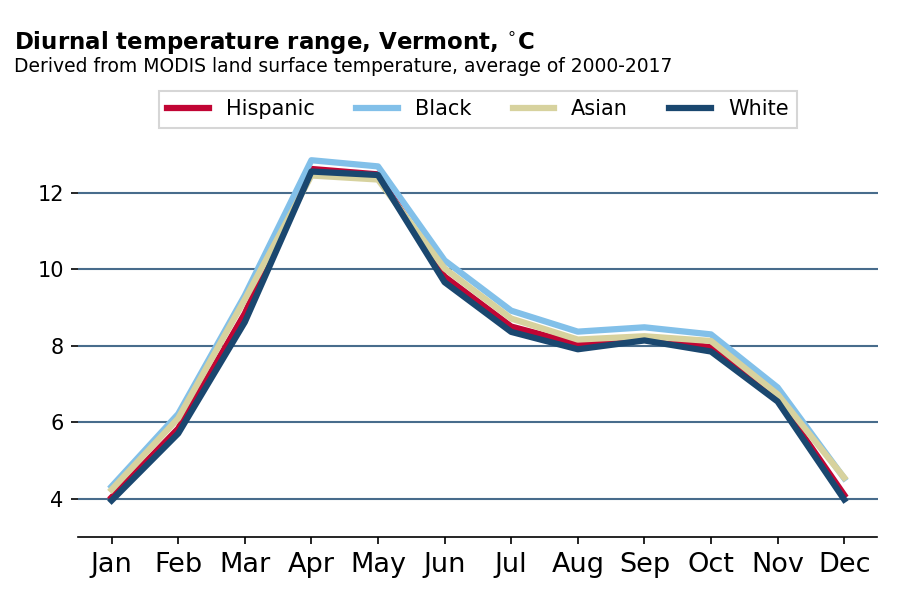 Diurnal temperature range, Vermont, °C
Derived from MODIS land surface temperature, average of 2000-2017
Hispanic Black Asian White
12
10
8
6
4
Jan Feb Mar Apr May Jun Jul Aug Sep Oct Nov Dec